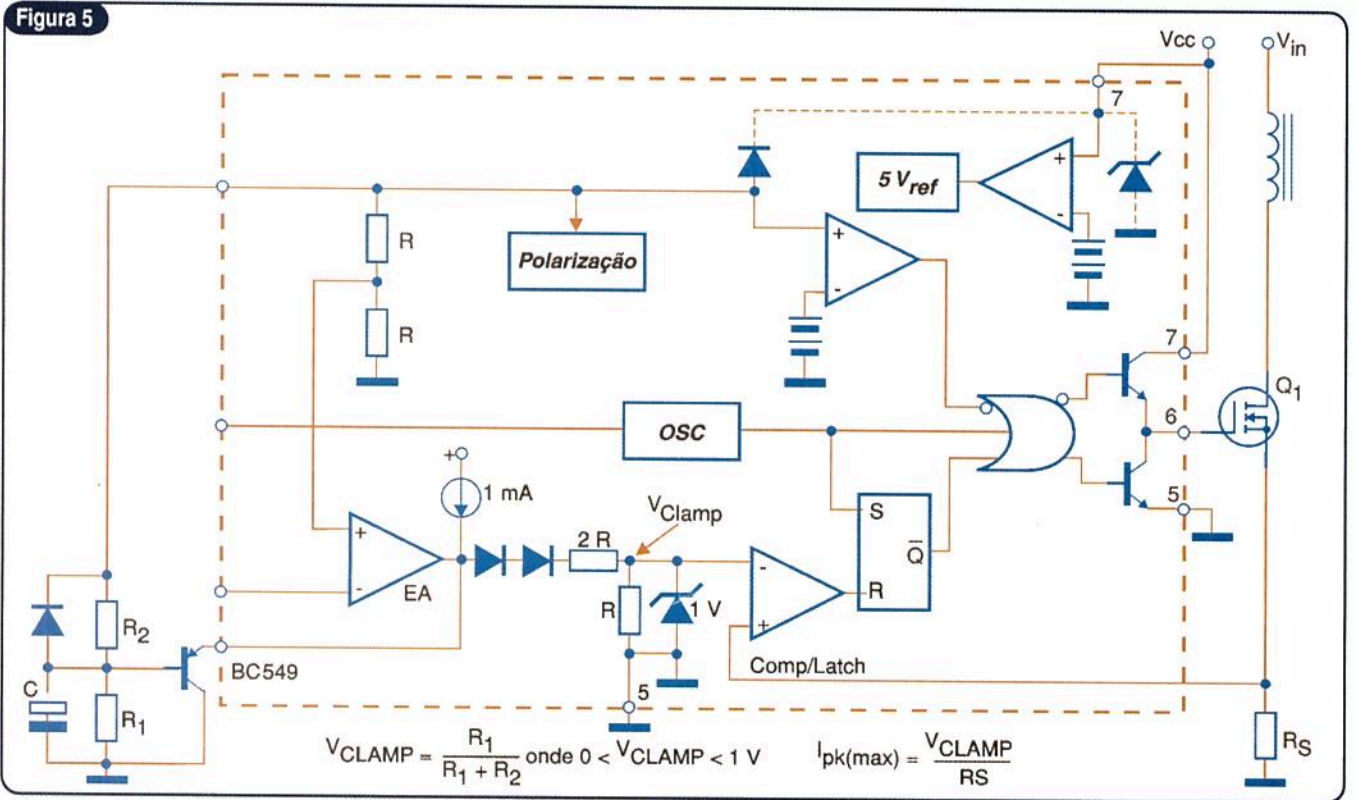 Figura 5
Vcc
Vin
7
+
5 Vref
-
R
+
Polarização
-
R
7
Q1
OSC
6
+
1 mA
VClamp
5
S
2 R
Q̅
+
-
EA
-
R
1 V
R
+
R2
BC549
Comp/Latch
C
5
R1
RS
VCLAMP = R1 / R1 + R2 onde 0 < VCLAMP < 1 V
Ipk(max) = VCLAMP / RS